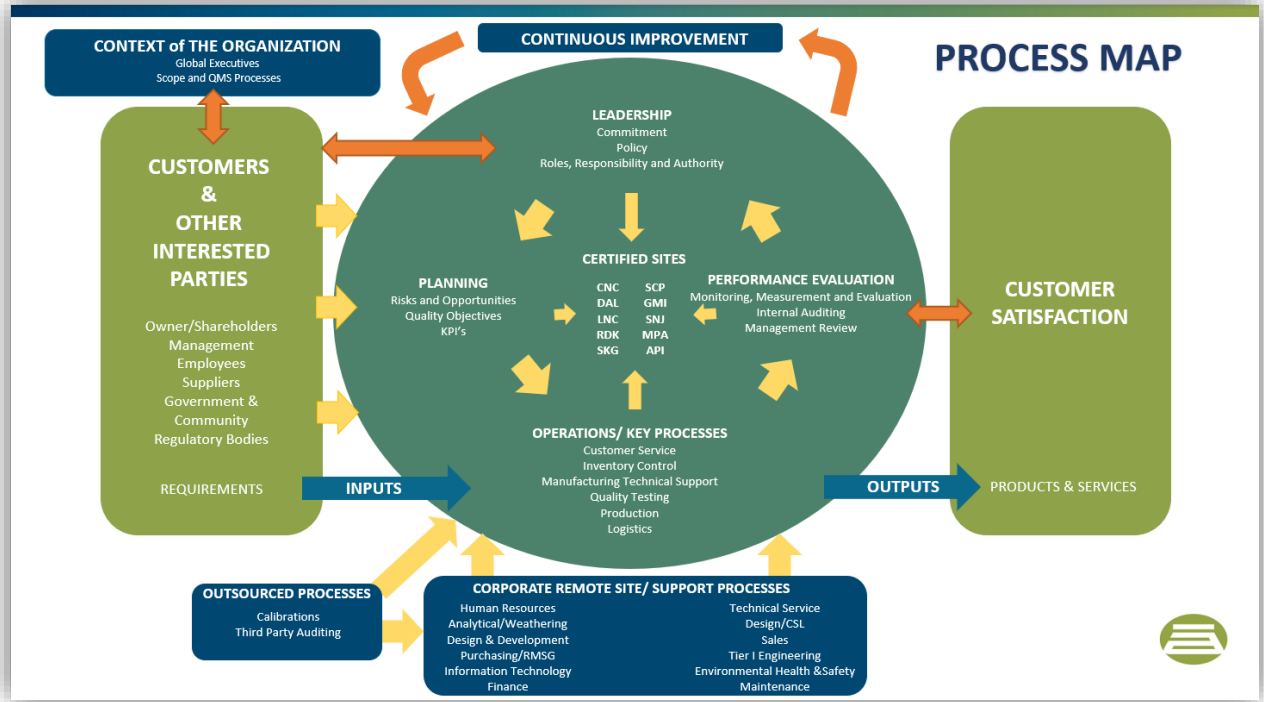 CONTEXT of THE ORGANIZATION
Global Executives
Scope and QMS Processes
CONTINUOUS IMPROVEMENT
PROCESS MAP
CUSTOMERS
&
OTHER
INTERESTED
PARTIES
Owner/Shareholders
Management
Employees
Suppliers
Government &
Community
Regulatory Bodies
REQUIREMENTS
INPUTS
LEADERSHIP
Commitment
Policy
Roles, Responsibility and Authority
PLANNING
Risks and Opportunities
Quality Objectives
KPI's
CERTIFIED SITES
CNC SCP
DAL GMI
LNC SNJ
RDK MPA
SKG API
PERFORMANCE EVALUATION
Monitoring, Measurement and Evaluation
Internal Auditing
Management Review
OPERATIONS/ KEY PROCESSES
Customer Service
Inventory Control
Manufacturing Technical Support
Quality Testing
Production
Logistics
CUSTOMER
SATISFACTION
OUTPUTS
PRODUCTS & SERVICES
OUTSOURCED PROCESSES
Calibrations
Third Party Auditing
CORPORATE REMOTE SITE/ SUPPORT PROCESSES
Human Resources
Analytical/Weathering
Design & Development
Purchasing/RMSG
Information Technology
Finance
Technical Service
Design/CSL
Sales
Tier I Engineering
Environmental Health &Safety
Maintenance